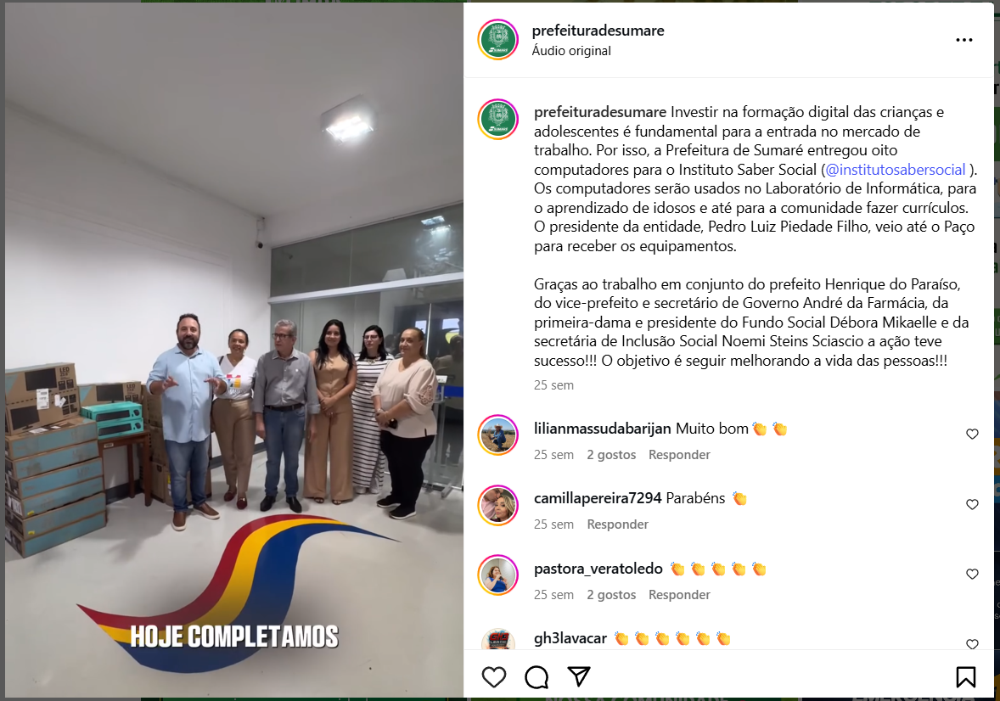 prefeituradesumare
Áudio original
prefeituradesumare Investir na formação digital das crianças e
adolescentes é fundamental para a entrada no mercado de
trabalho. Por isso, a Prefeitura de Sumaré entregou oito
computadores para o Instituto Saber Social (@institutosabersocial ).
Os computadores serão usados no Laboratório de Informática, para
o aprendizado de idosos e até para a comunidade fazer currículos.
O presidente da entidade, Pedro Luiz Piedade Filho, veio até o Paço
para receber os equipamentos.
Graças ao trabalho em conjunto do prefeito Henrique do Paraíso,
do vice-prefeito e secretário de Governo André da Farmácia, da
primeira-dama e presidente do Fundo Social Débora Mikaelle e da
secretária de Inclusão Social Noemi Steins Sciascio a ação teve
sucesso!!! O objetivo é seguir melhorando a vida das pessoas!!!
25 sem
lilianmassudabarijan Muito bom👏👏
25 sem 2 gostos Responder
camillapereira7294 Parabéns 👏
25 sem Responder
pastora_veratoledo 👏👏👏👏👏
25 sem 2 gostos Responder
gh3lavacar 👏👏👏👏👏👏
LED
HOJE COMPLETAMOS